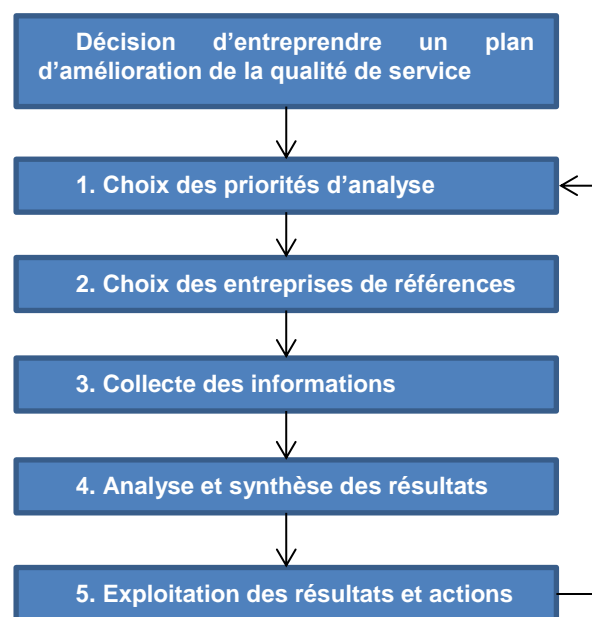 Décision d’entreprendre un plan
d’amélioration de la qualité de service
1. Choix des priorités d’analyse
2. Choix des entreprises de références
3. Collecte des informations
4. Analyse et synthèse des résultats
5. Exploitation des résultats et actions